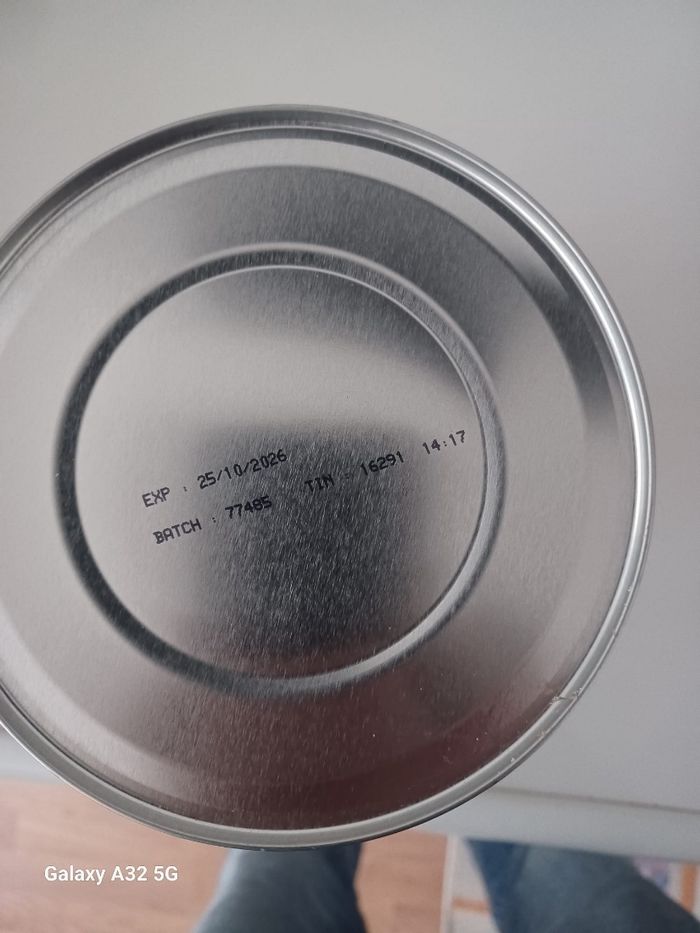 EXP : 25/10/2026
BATCH : 77485 TIN : 16291 14:17
Galaxy A32 5G